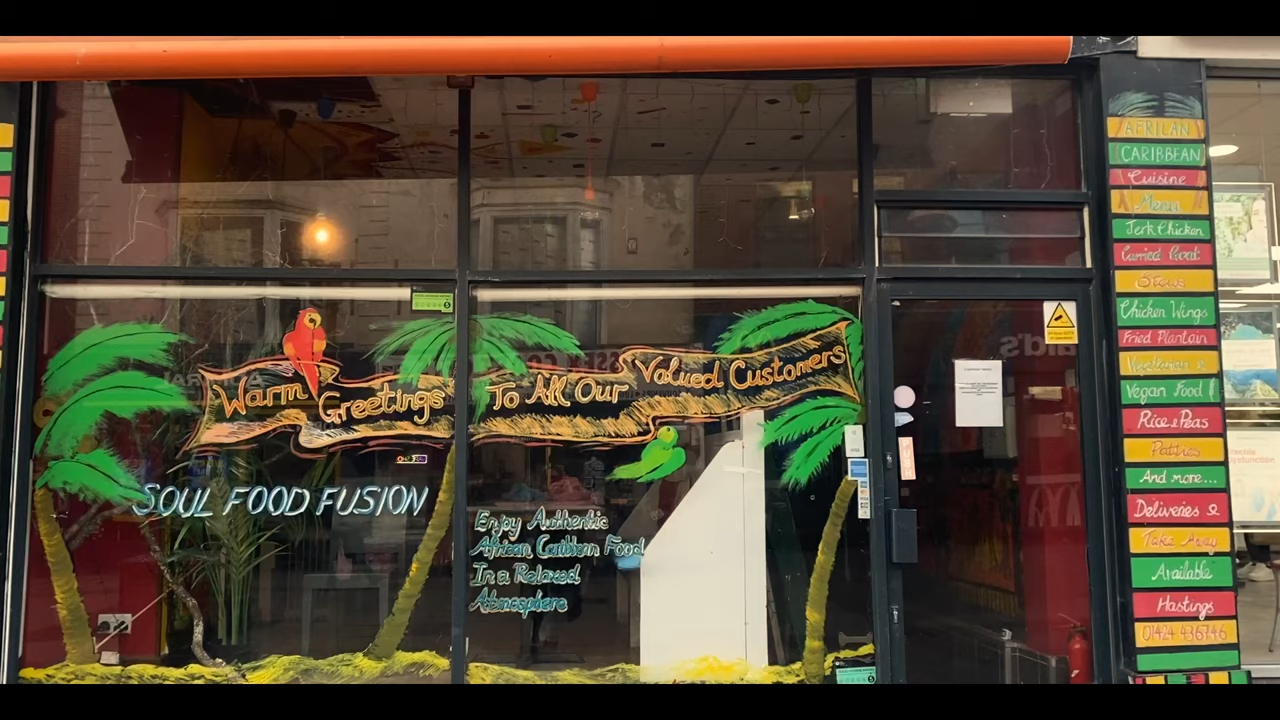 Warm Greetings To All Our Valued Customers
SOUL FOOD FUSION
Enjoy Authentic
African Caribbean Food
In a Relaxed
Atmosphere
PULL
AFRICAN
CARIBBEAN
Cuisine
Menu
Jerk Chicken
Curried Goat
Stews
Chicken Wings
Fried Plantain
Vegetarian &
Vegan Food
Rice & Peas
Patties
And more...
Deliveries &
Take Away
Available
Hastings
01424 436746